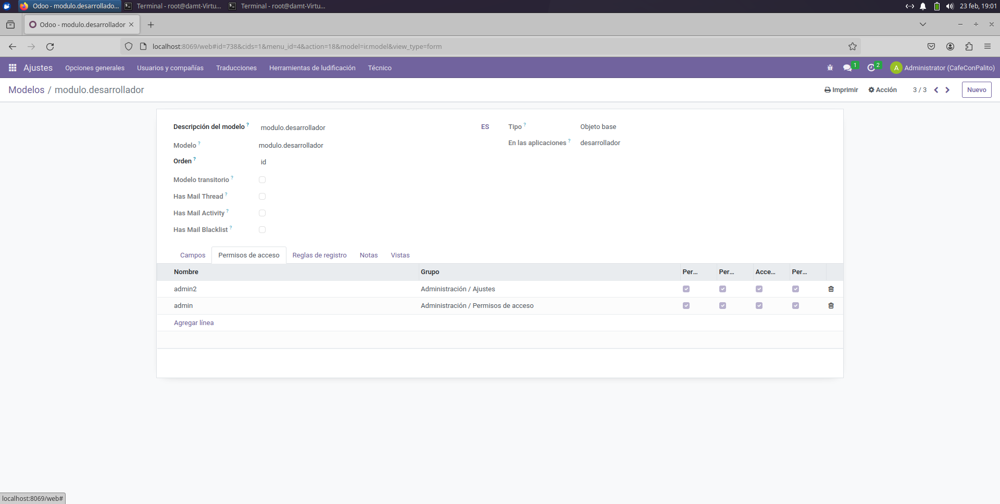 Odoo - modulo.desarrollado...
Terminal - root@damt-Virtu...
Terminal - root@damt-Virtu...
23 feb, 19:01
Odoo - modulo.desarrollador
localhost:8069/web#id=738&cids=1&menu_id=4&action=18&model=ir.model&view_type=form
Ajustes
Opciones generales
Usuarios y compañías
Traducciones
Herramientas de ludificación
Técnico
1
2
A
Administrator (CafeConPalito)
Modelos / modulo.desarrollador
Imprimir
Acción
3 / 3
Nuevo
Descripción del modelo ?
modulo.desarrollador
ES
Tipo ?
Objeto base
Modelo ?
modulo.desarrollador
En las aplicaciones ?
desarrollador
Orden ?
id
Modelo transitorio ?
Has Mail Thread ?
Has Mail Activity ?
Has Mail Blacklist ?
Campos
Permisos de acceso
Reglas de registro
Notas
Vistas
Nombre
Grupo
Per...
Per...
Acce...
Per...
admin2
Administración / Ajustes
admin
Administración / Permisos de acceso
Agregar línea
localhost:8069/web#